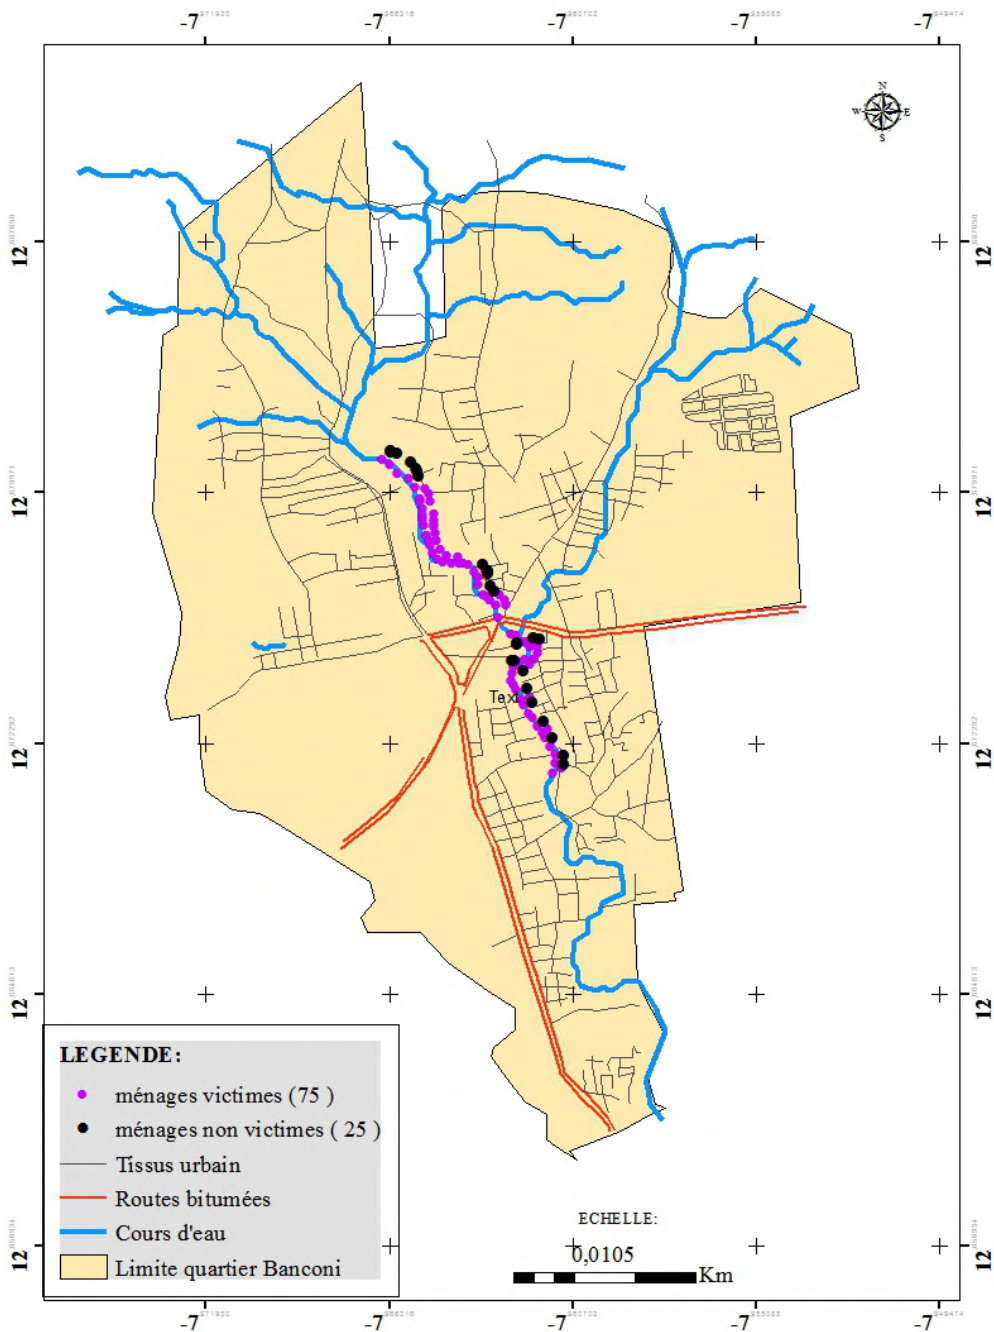 -7 -7 -7 -7 -7
N
W E
S
12 12
12 12
Text
12 12
12 12
LEGENDE:
ménages victimes (75 )
ménages non victimes ( 25 )
Tissus urbain
Routes bitumées
Cours d'eau
Limite quartier Banconi
ECHELLE:
0,0105
Km
12 12
-7 -7 -7 -7 -7